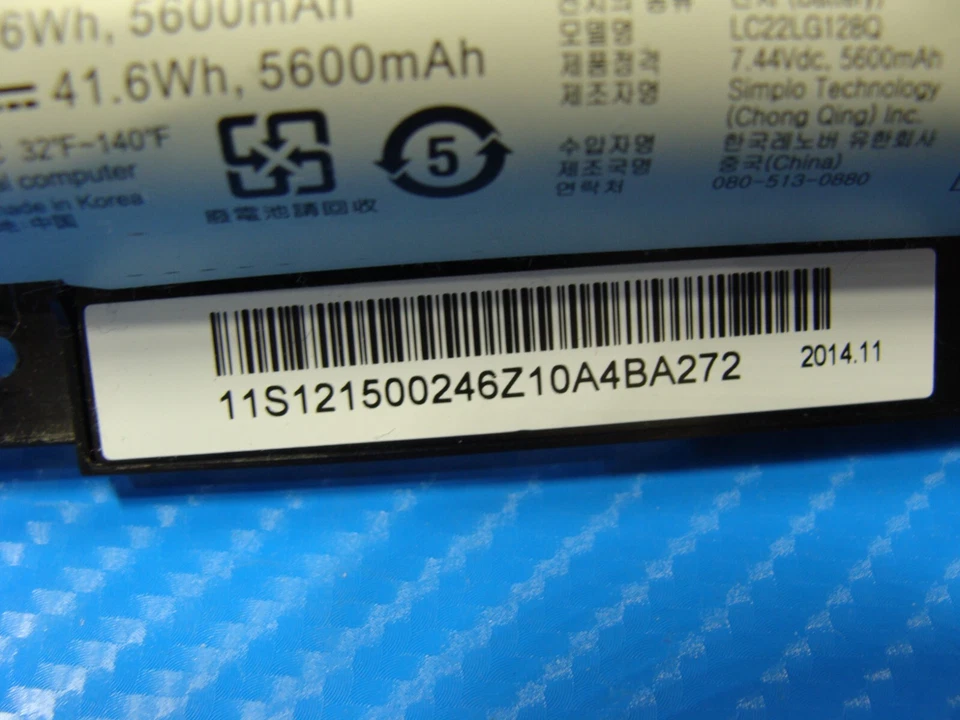 6Wh, 5600mAh
41.6Wh, 5600mAh
32°F~140°F
computer
made in Korea
中国
5
廢電池請回收
모델명 LC22LG128Q
제품정격 7.44Vdc, 5600mAh
제조자명 Simplo Technology
(Chong Qing) Inc.
수입자명 한국레노버 유한회사
제조국명 중국(China)
연락처 080-513-0880
11S121500246Z10A4BA272
2014.11